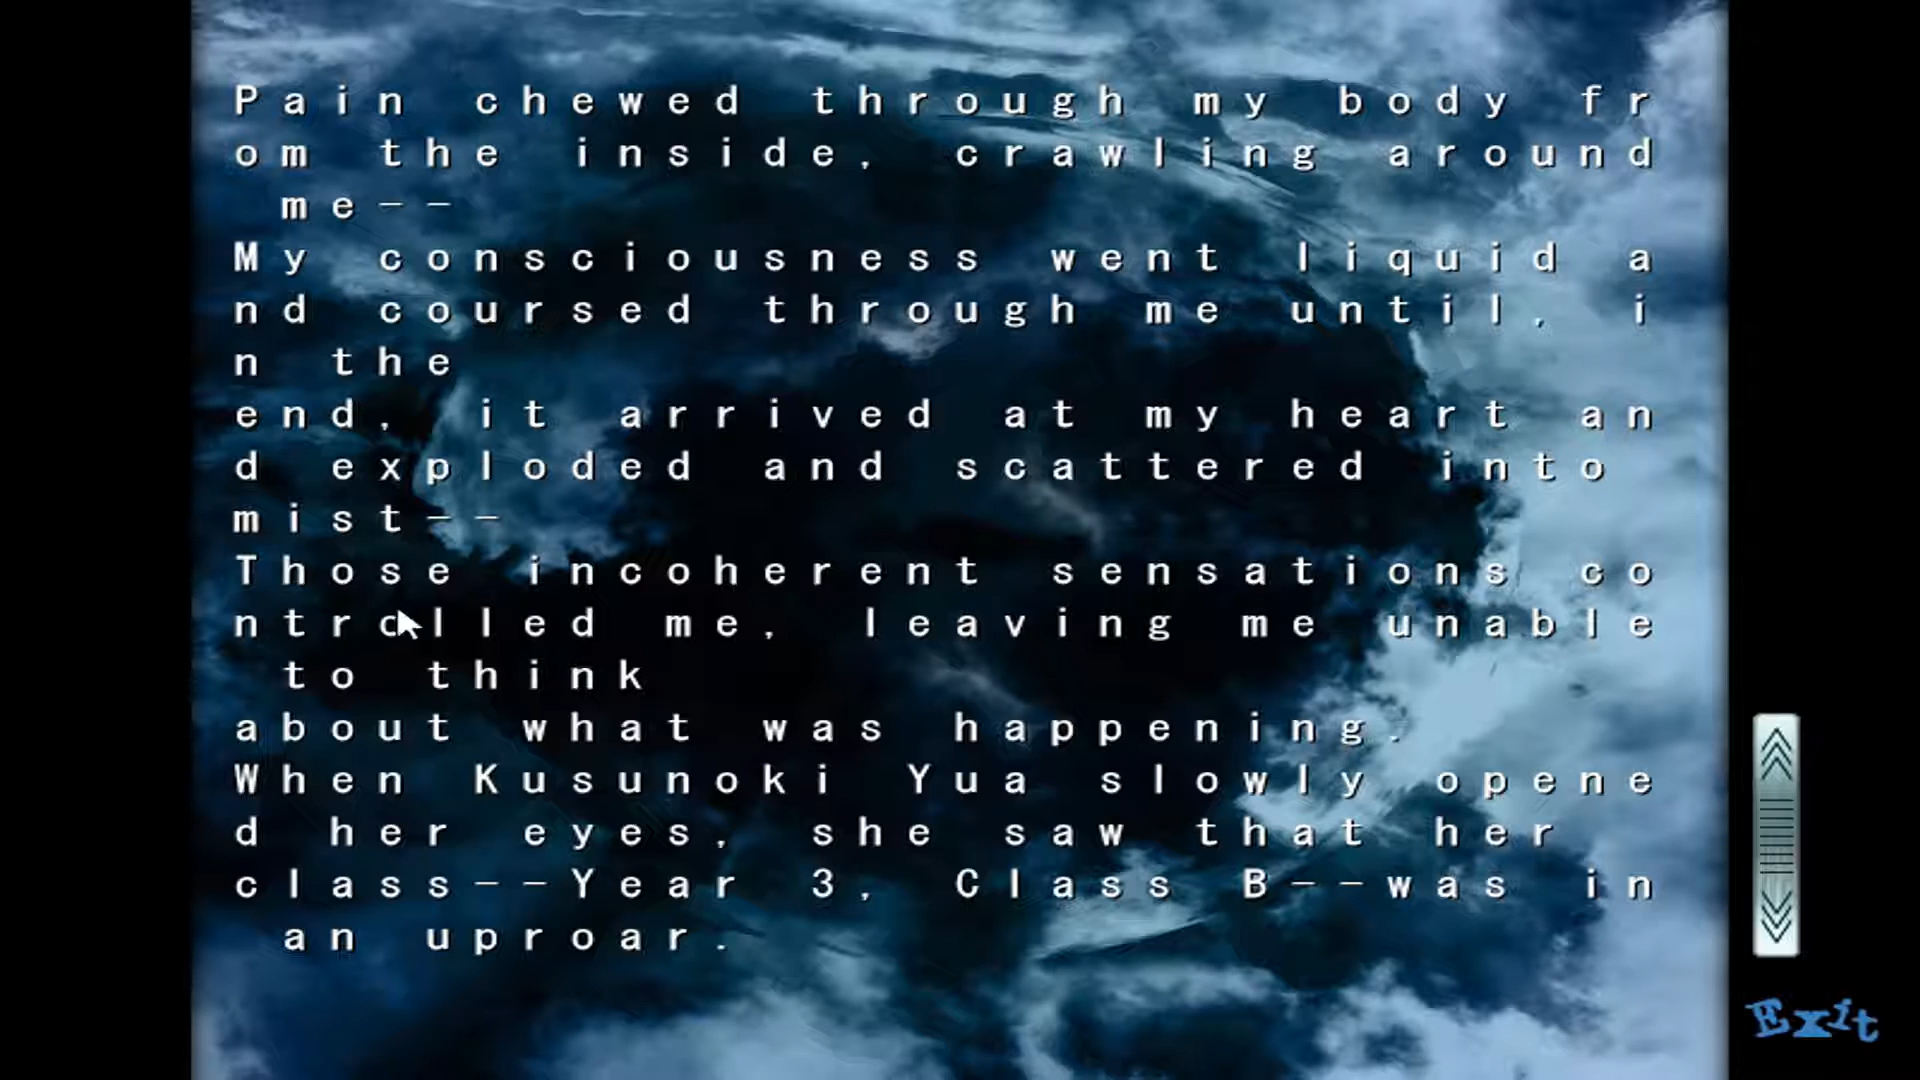 Pain chewed through my body fr
om the inside, crawling around
 me--
My consciousness went liquid a
nd coursed through me until, i
n the
end, it arrived at my heart an
d exploded and scattered into
mist--
Those incoherent sensations co
ntrolled me, leaving me unable
 to think
about what was happening.
When Kusunoki Yua slowly opene
d her eyes, she saw that her
class--Year 3, Class B--was in
 an uproar.
Exit